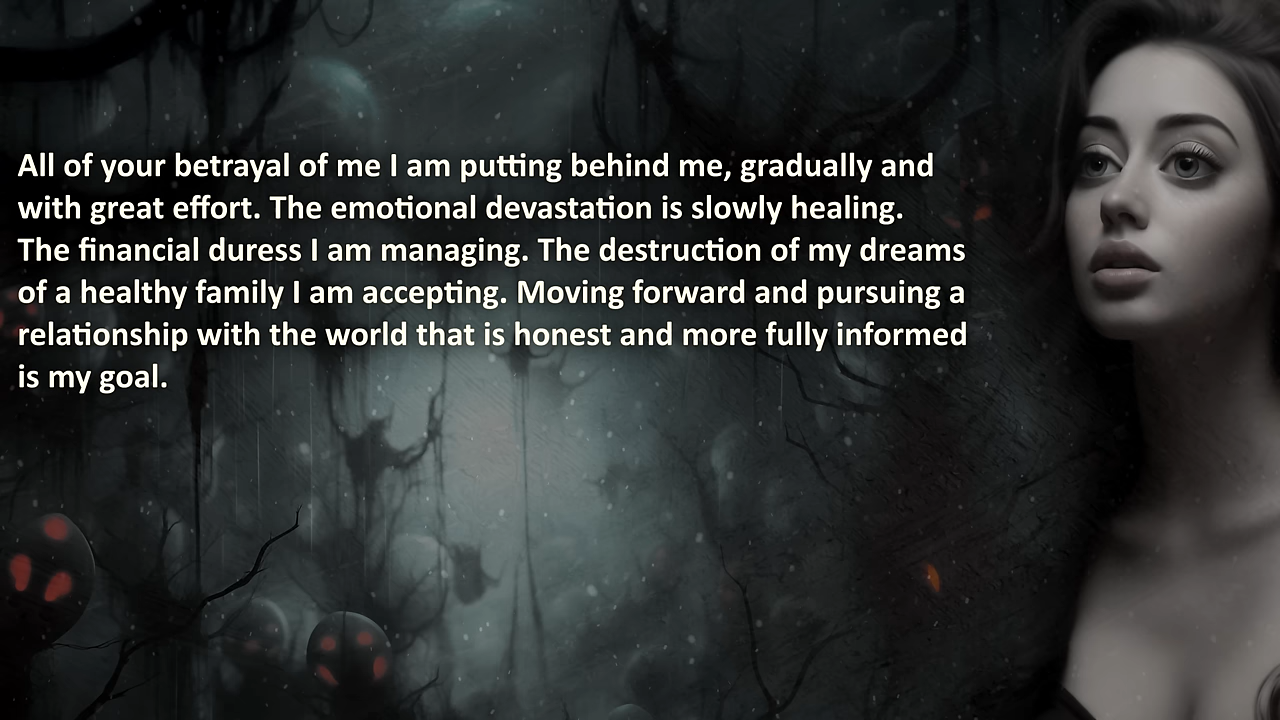 All of your betrayal of me I am putting behind me, gradually and
with great effort. The emotional devastation is slowly healing.
The financial duress I am managing. The destruction of my dreams
of a healthy family I am accepting. Moving forward and pursuing a
relationship with the world that is honest and more fully informed
is my goal.